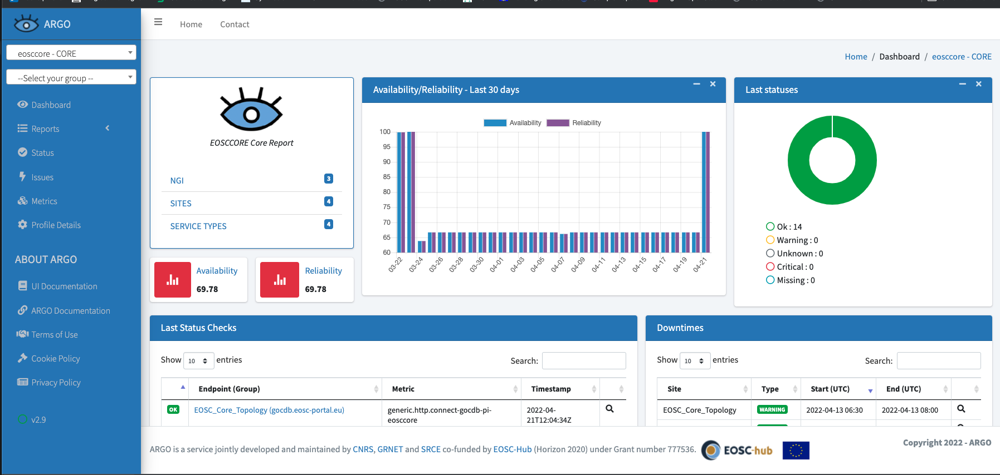 ARGO
Home
Contact
eosccore - CORE
--Select your group --
Dashboard
Reports
Status
Issues
Metrics
Profile Details
ABOUT ARGO
UI Documentation
ARGO Documentation
Terms of Use
Cookie Policy
Privacy Policy
v2.9
Home / Dashboard / eosccore - CORE
EOSCCORE Core Report
NGI 3
SITES 4
SERVICE TYPES 4
Availability
69.78
Reliability
69.78
Availability/Reliability - Last 30 days
Availability Reliability
100
95
90
85
80
75
70
65
60
03-22 03-24 03-26 03-28 03-30 04-01 04-03 04-05 04-07 04-09 04-11 04-13 04-15 04-17 04-19 04-21
Last statuses
Ok : 14
Warning : 0
Unknown : 0
Critical : 0
Missing : 0
Last Status Checks
Show 10 entries
Search:
Endpoint (Group) Metric Timestamp
OK EOSC_Core_Topology (gocdb.eosc-portal.eu) generic.http.connect-gocdb-pi- 2022-04-
eosccore 21T12:04:34Z
Downtimes
Show 10 entries
Search:
Site Type Start (UTC) End (UTC)
EOSC_Core_Topology WARNING 2022-04-13 06:30 2022-04-13 08:00
ARGO is a service jointly developed and maintained by CNRS, GRNET and SRCE co-funded by EOSC-Hub (Horizon 2020) under Grant number 777536.
EOSC-hub
Copyright 2022 - ARGO